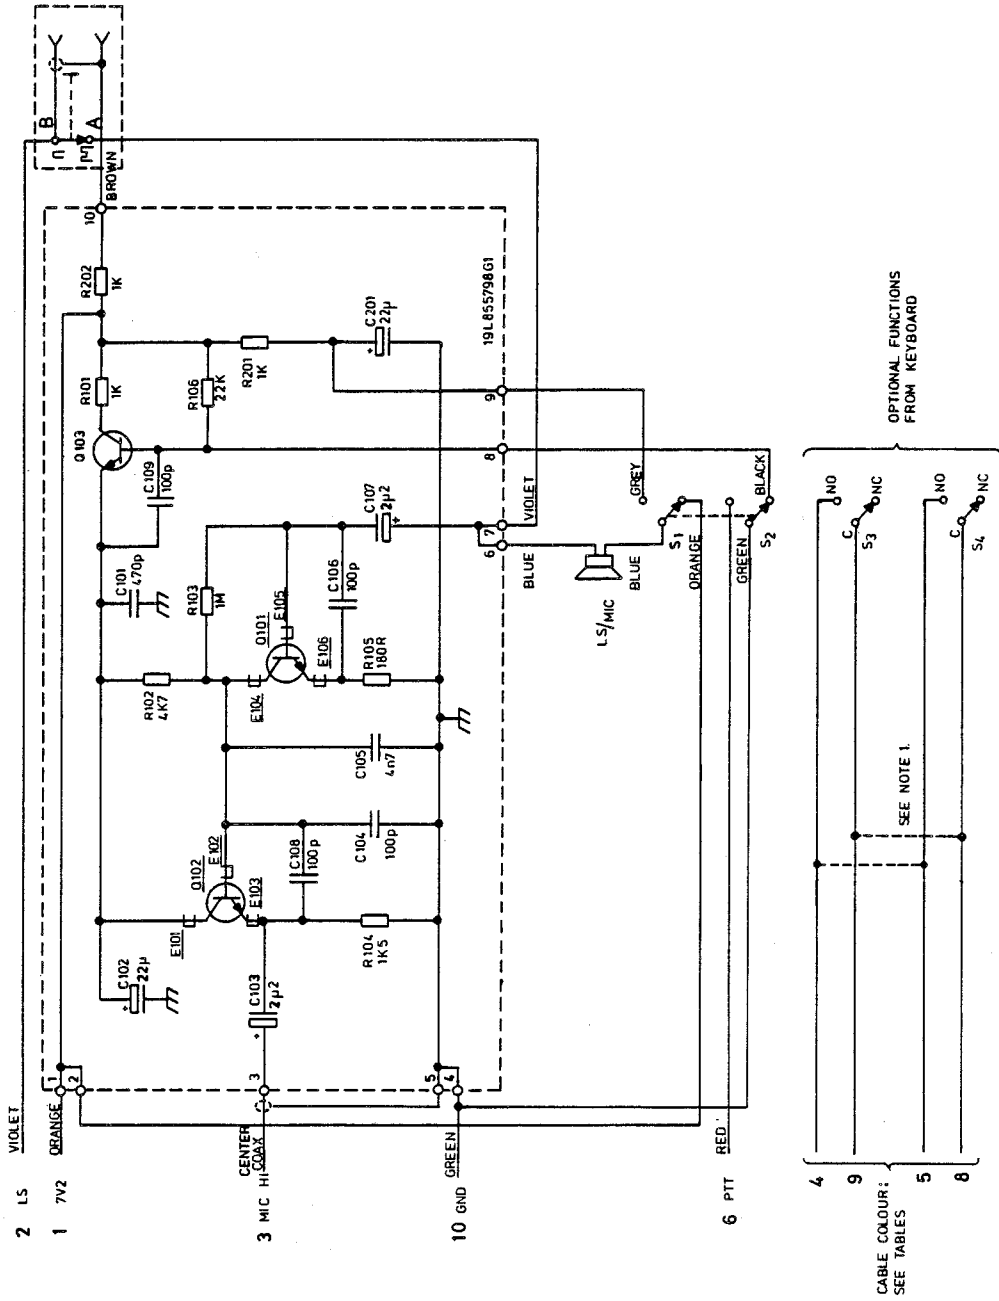 B
A
BROWN
10
R202
1K
C201
22µ
+
19L855798G1
R201
1K
R101
1K
R106
22K
9
Q103
8
C109
100p
C107
2µ2
+
7
6
VIOLET
BLUE
C101
470p
R103
1M
C106
100p
E105
Q101
E106
E104
R105
180R
R102
4K7
C105
4n7
C104
100p
C108
100p
E102
Q102
E103
E101
R104
1K5
C102
22µ
+
C103
2µ2
+
1
2
3
5
4
VIOLET
ORANGE
CENTER
COAX
GREEN
2 LS
1 7V2
3 MIC HI
10 GND
6 PTT
RED
GREY
BLACK
S1
S2
ORANGE
GREEN
BLUE
LS/MIC
OPTIONAL FUNCTIONS
FROM KEYBOARD
NO
NC
C
S3
NO
NC
C
S4
SEE NOTE 1.
4
9
5
8
CABLE COLOUR:
SEE TABLES